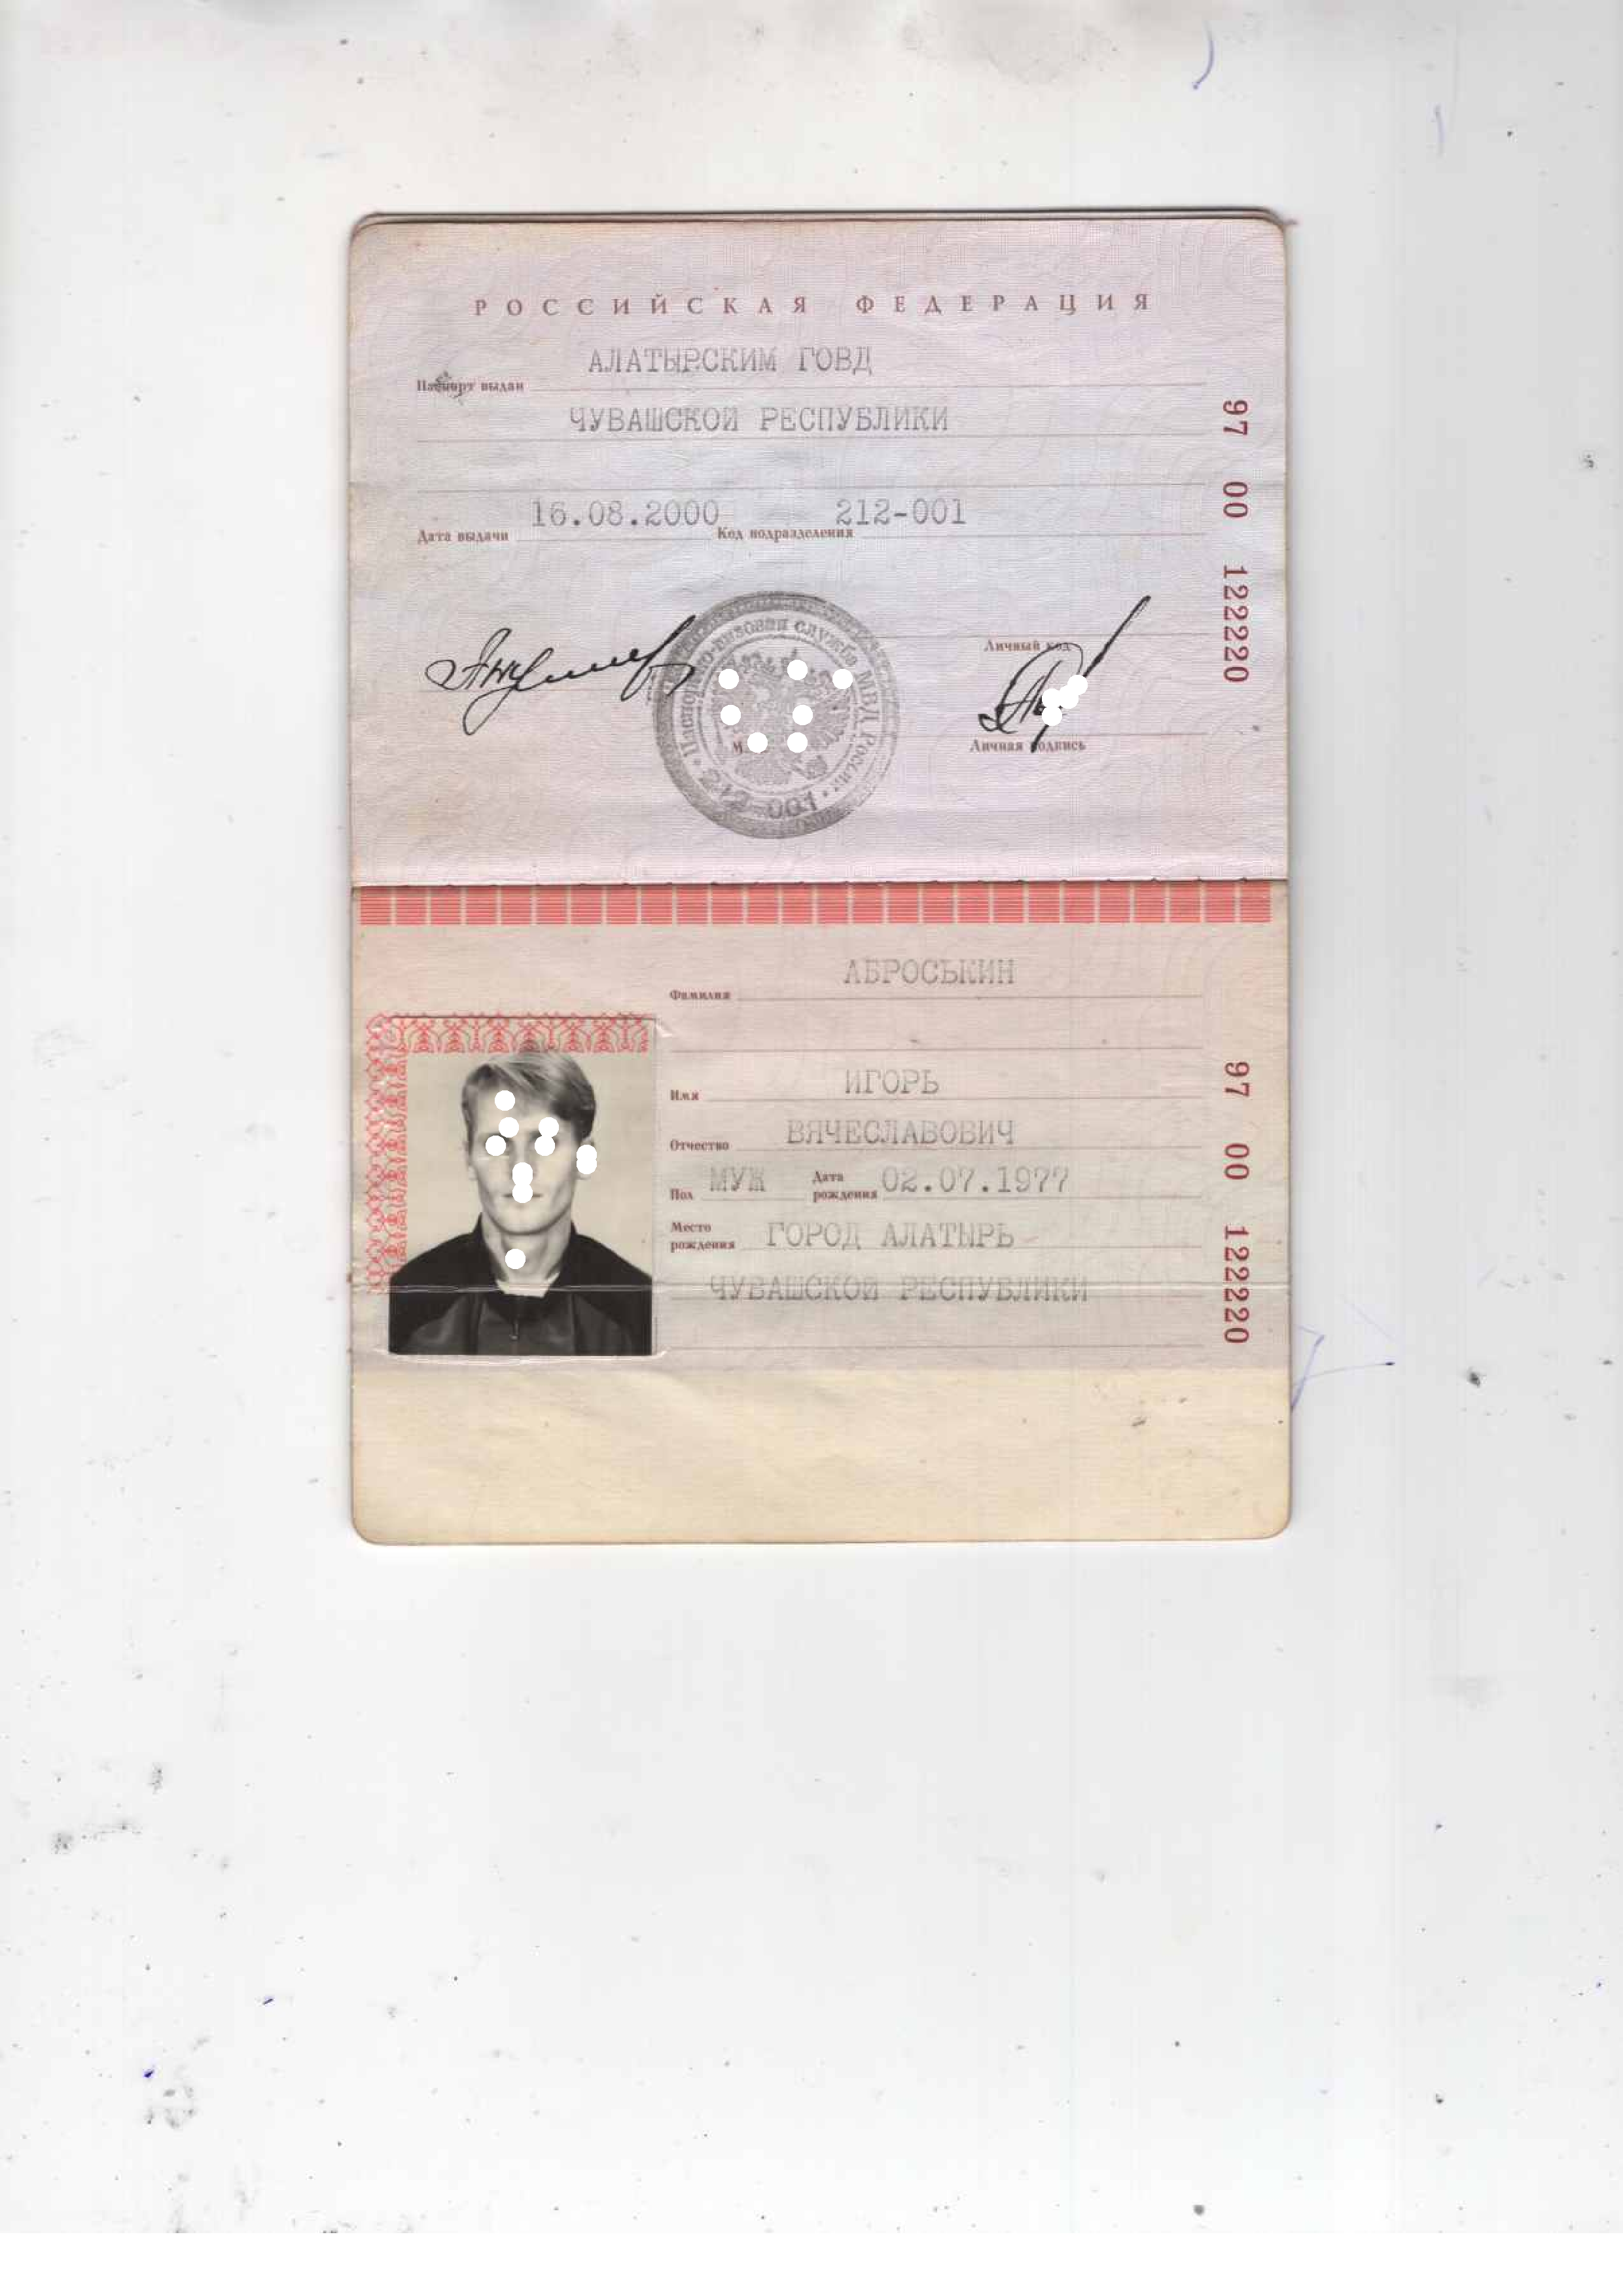 РОССИЙСКАЯ ФЕДЕРАЦИЯ
Паспорт выдан АЛАТЫРСКИМ ГОВД
ЧУВАШСКОЙ РЕСПУБЛИКИ
Дата выдачи 16.08.2000 Код подразделения 212-001
Личный код
Паспортно-визовая служба МВД России
212-001
М
Личная подпись
97 00 122220
Фамилия АБРОСЬКИН
Имя ИГОРЬ
Отчество ВЯЧЕСЛАВОВИЧ
Пол МУЖ Дата рождения 02.07.1977
Место рождения ГОРОД АЛАТЫРЬ
ЧУВАШСКОЙ РЕСПУБЛИКИ
97 00 122220